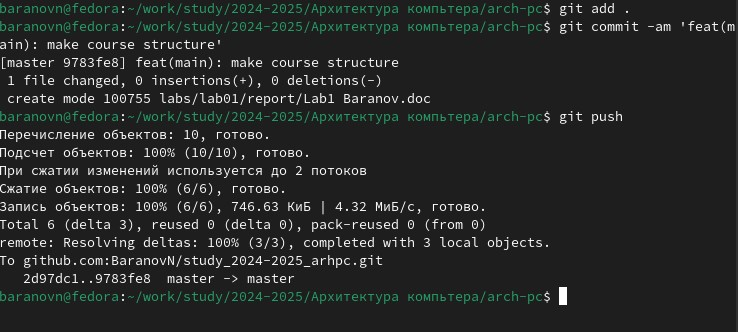 baranovn@fedora:~/work/study/2024-2025/Архитектура компьтера/arch-pc$ git add .
baranovn@fedora:~/work/study/2024-2025/Архитектура компьтера/arch-pc$ git commit -am 'feat(m
ain): make course structure'
[master 9783fe8] feat(main): make course structure
 1 file changed, 0 insertions(+), 0 deletions(-)
 create mode 100755 labs/lab01/report/Lab1 Baranov.doc
baranovn@fedora:~/work/study/2024-2025/Архитектура компьтера/arch-pc$ git push
Перечисление объектов: 10, готово.
Подсчет объектов: 100% (10/10), готово.
При сжатии изменений используется до 2 потоков
Сжатие объектов: 100% (6/6), готово.
Запись объектов: 100% (6/6), 746.63 КиБ | 4.32 МиБ/с, готово.
Total 6 (delta 3), reused 0 (delta 0), pack-reused 0 (from 0)
remote: Resolving deltas: 100% (3/3), completed with 3 local objects.
To github.com:BaranovN/study_2024-2025_arhpc.git
   2d97dc1..9783fe8  master -> master
baranovn@fedora:~/work/study/2024-2025/Архитектура компьтера/arch-pc$